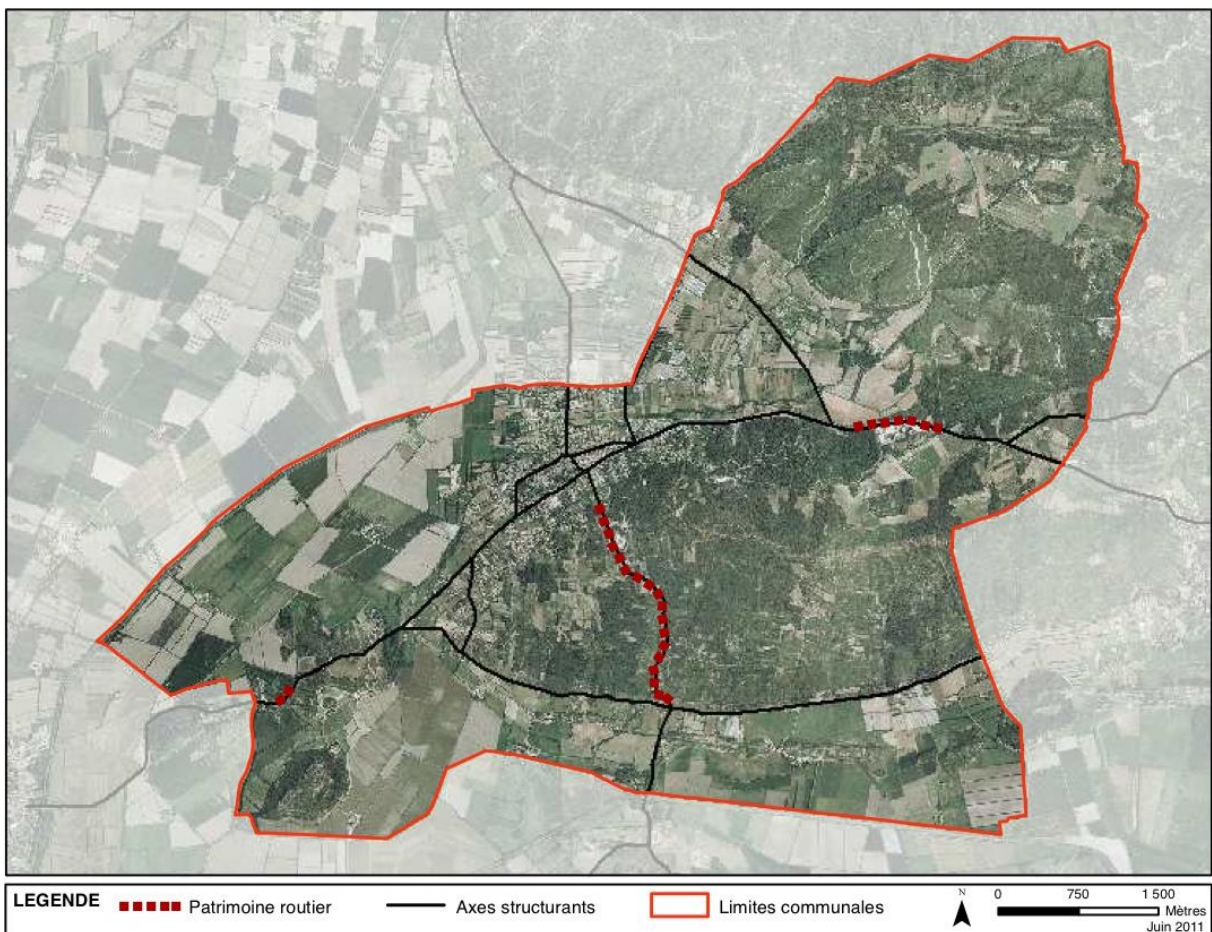 LEGENDE Patrimoine routier Axes structurants Limites communales N 0 750 1 500
Mètres
Juin 2011